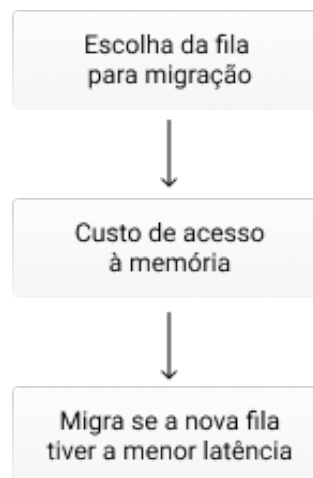 Escolha da fila
para migração
Custo de acesso
à memória
Migra se a nova fila
tiver a menor latência